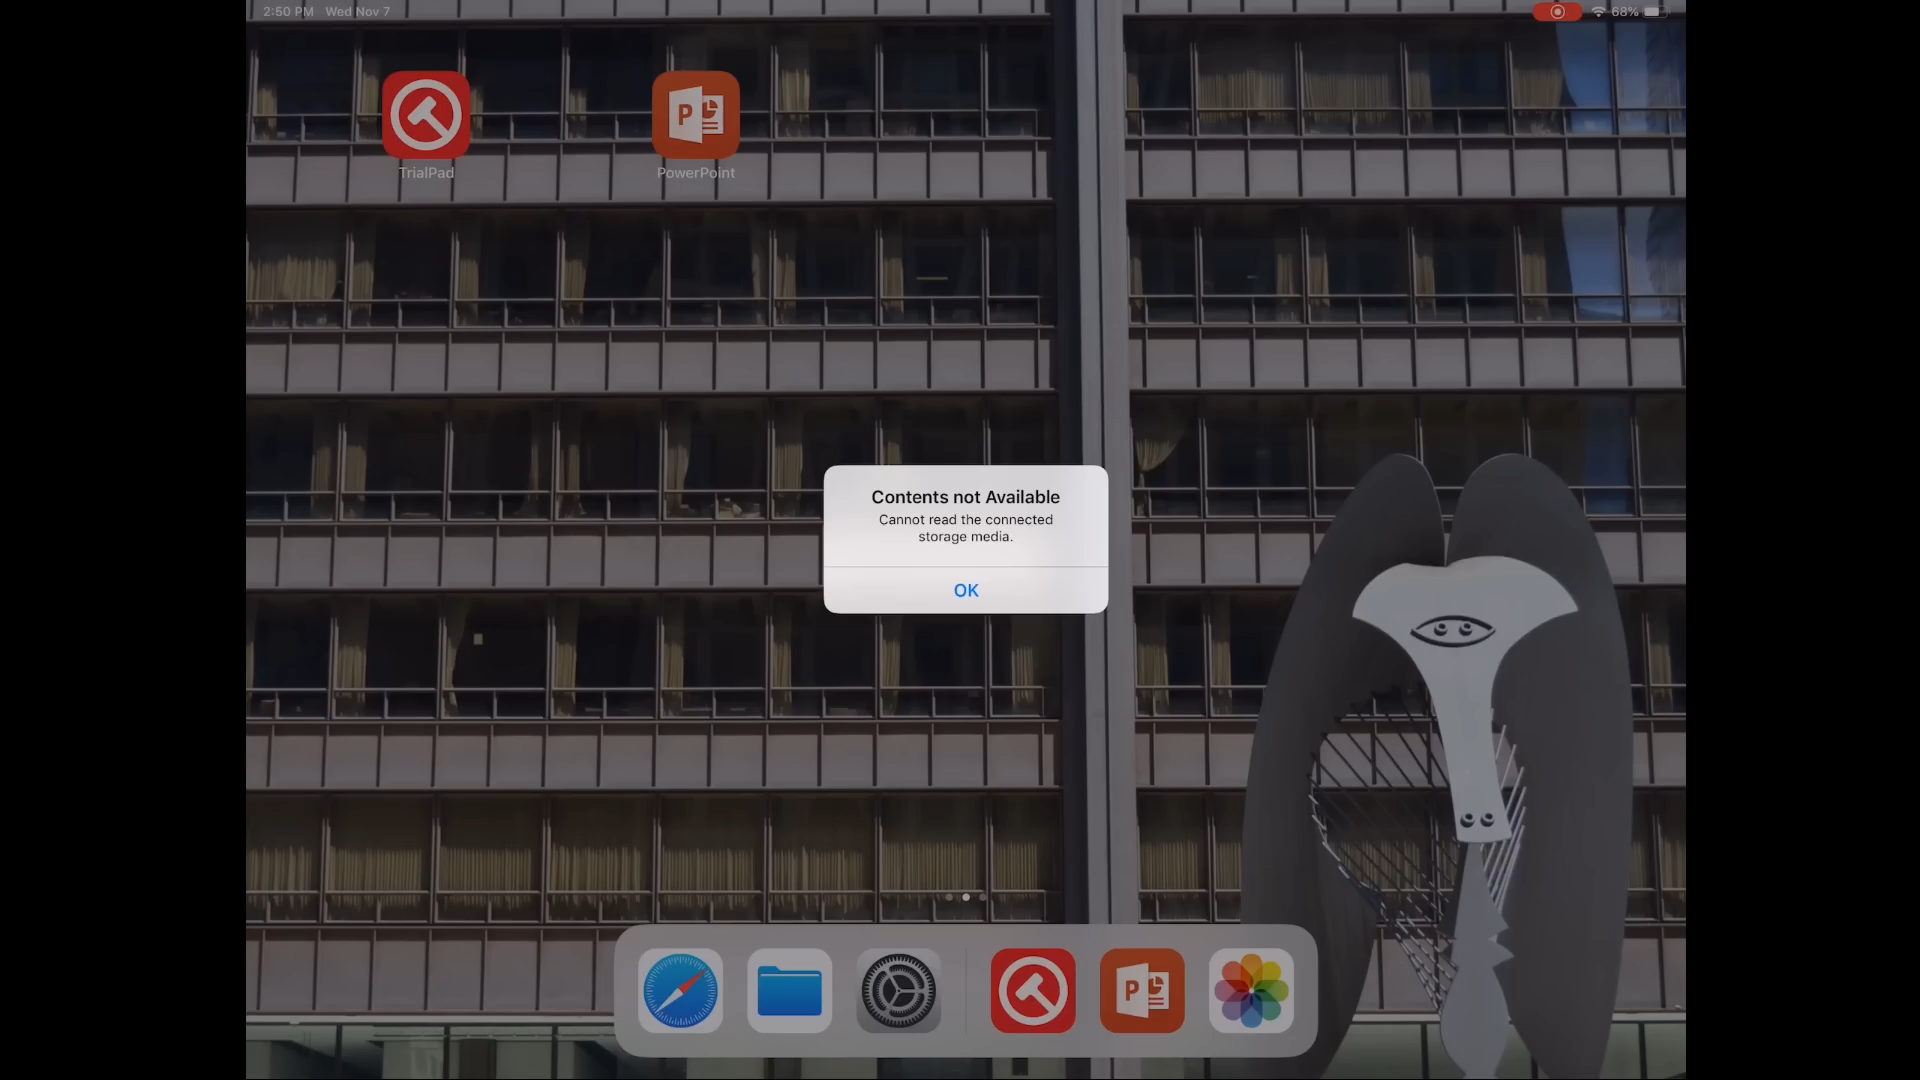 2:50 PM Wed Nov 7
68%
TrialPad
PowerPoint
Contents not Available
Cannot read the connected
storage media.
OK